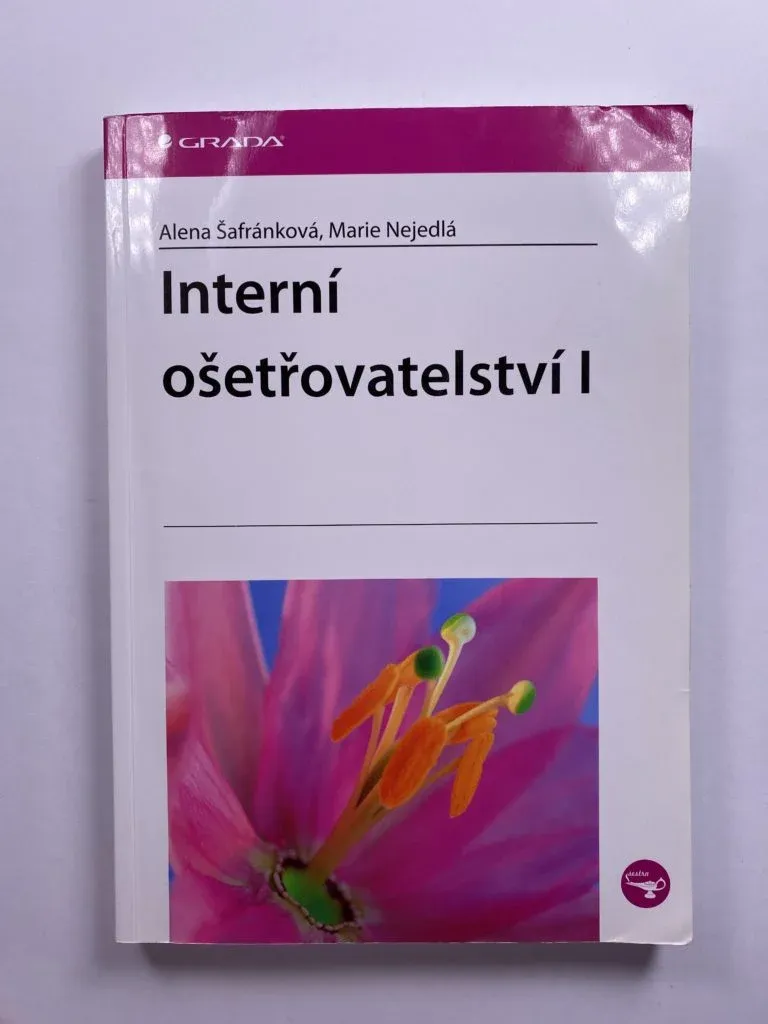 GRADA®
Alena Šafránková, Marie Nejedlá
Interní
ošetřovatelství I
sestra